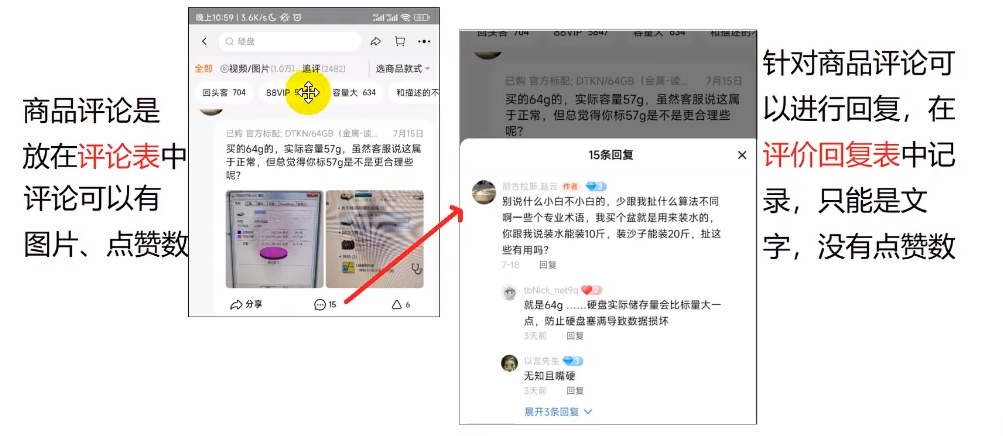 商品评论是
放在评论表中
评论可以有
图片、点赞数
晚上10:59 | 3.6K/s
硬盘
全部 视频/图片(1.0万) 追评(2482) 选商品款式
回头客 704 88VIP 5 容量大 634 和描述的不
已购 官方标配; DTKN/64GB（金属-读... 7月15日
买的64g的，实际容量57g，虽然客服说这属
于正常，但总觉得你标57g是不是更合理些
呢？
分享 15 6
回头客 704 88VIP 5847 容量大 634 和描述的不
已购 官方标配; DTKN/64GB（金属-读... 7月15日
买的64g的，实际容量57g，虽然客服说这属
于正常，但总觉得你标57g是不是更合理些
呢？
15条回复
尼古拉斯.赵云 作者 2
别说什么小白不小白的，少跟我扯什么算法不同
啊一些个专业术语，我买个盆就是用来装水的，
你跟我说装水能装10斤，装沙子能装20斤，扯这
些有用吗？
7-18 回复
tbNick_net9q 2
就是64g ......硬盘实际储存量会比标量大一
点，防止硬盘塞满导致数据损坏
3天前 回复
以言先生 3
无知且嘴硬
3天前 回复
展开3条回复
针对商品评论可
以进行回复，在
评价回复表中记
录，只能是文
字，没有点赞数